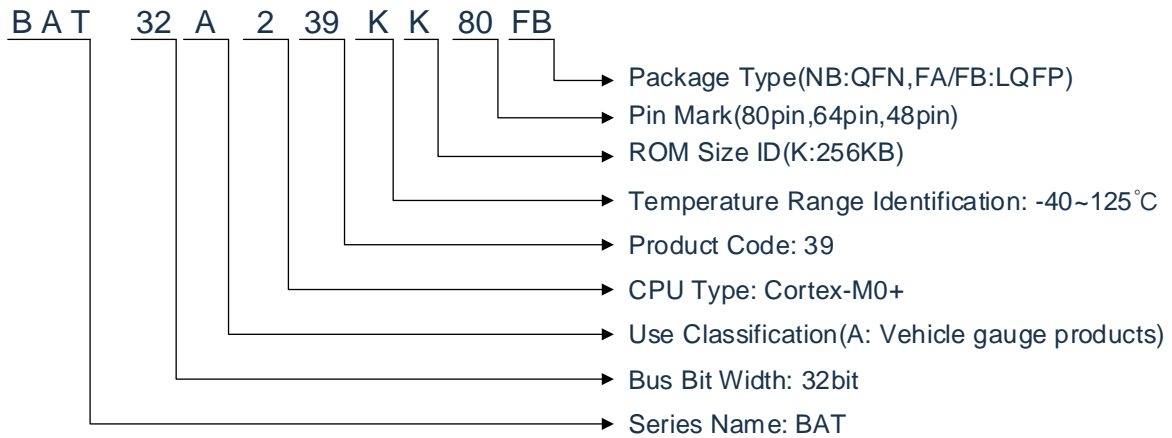 BAT 32 A 2 39 K K 80 FB
Package Type(NB:QFN,FA/FB:LQFP)
Pin Mark(80pin,64pin,48pin)
ROM Size ID(K:256KB)
Temperature Range Identification: -40~125℃
Product Code: 39
CPU Type: Cortex-M0+
Use Classification(A: Vehicle gauge products)
Bus Bit Width: 32bit
Series Name: BAT